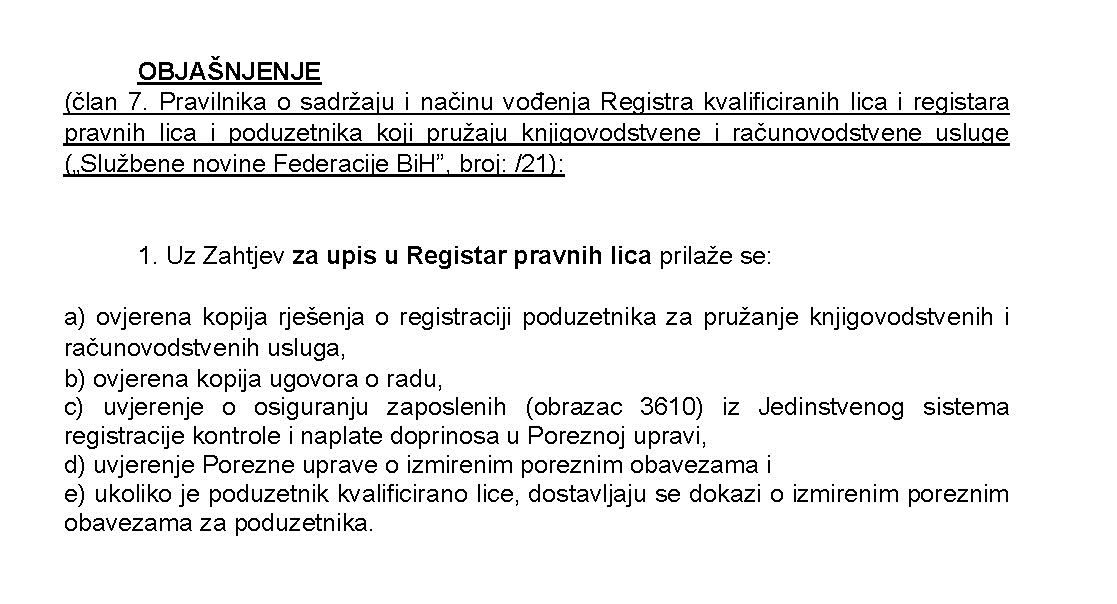 OBJAŠNJENJE
(član 7. Pravilnika o sadržaju i načinu vođenja Registra kvalificiranih lica i registara
pravnih lica i poduzetnika koji pružaju knjigovodstvene i računovodstvene usluge
(„Službene novine Federacije BiH”, broj: /21):
1. Uz Zahtjev za upis u Registar pravnih lica prilaže se:
a) ovjerena kopija rješenja o registraciji poduzetnika za pružanje knjigovodstvenih i
računovodstvenih usluga,
b) ovjerena kopija ugovora o radu,
c) uvjerenje o osiguranju zaposlenih (obrazac 3610) iz Jedinstvenog sistema
registracije kontrole i naplate doprinosa u Poreznoj upravi,
d) uvjerenje Porezne uprave o izmirenim poreznim obavezama i
e) ukoliko je poduzetnik kvalificirano lice, dostavljaju se dokazi o izmirenim poreznim
obavezama za poduzetnika.